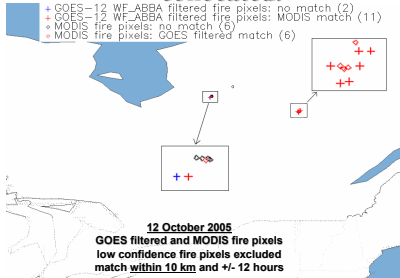 + GOES-12 WF_ABBA filtered fire pixels: no match (2)
+ GOES-12 WF_ABBA filtered fire pixels: MODIS match (11)
◇ MODIS fire pixels: no match (6)
◇ MODIS fire pixels: GOES filtered match (6)
12 October 2005
GOES filtered and MODIS fire pixels
low confidence fire pixels excluded
match within 10 km and +/- 12 hours